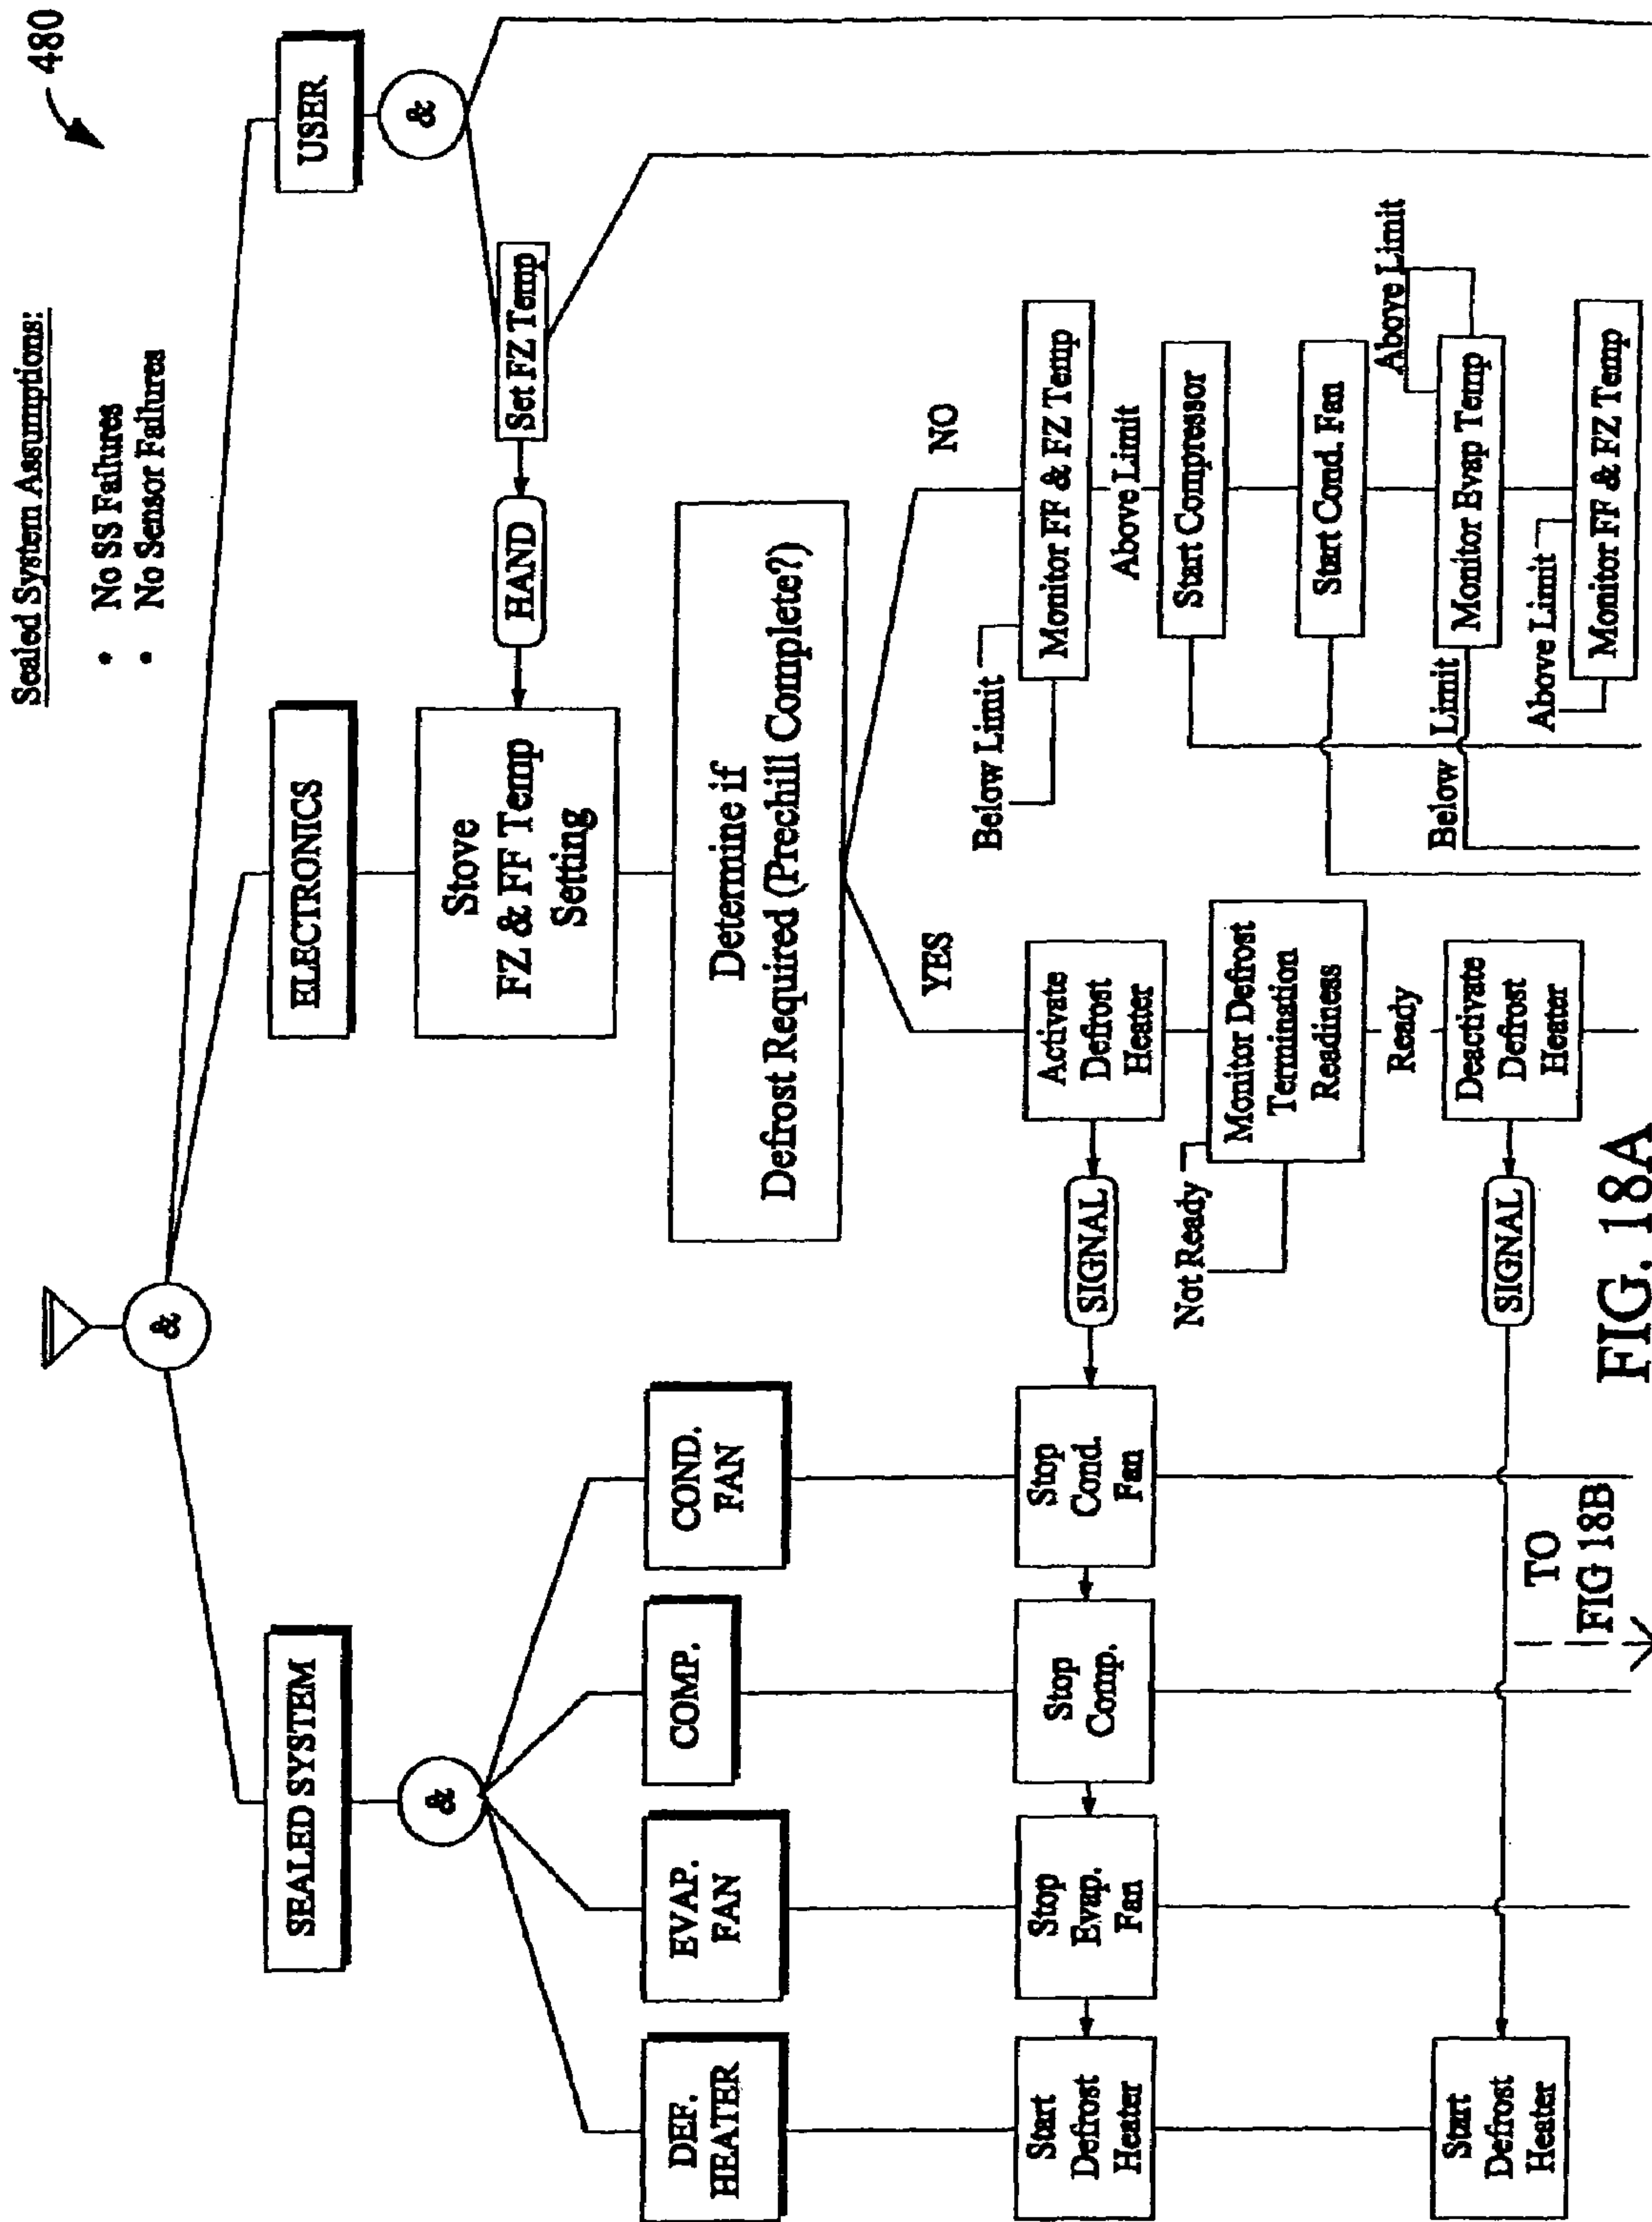 480
Sealed System Assumptions:
• No SS Failures
• No Sensor Failures
&
SEALED SYSTEM
ELECTRONICS
USER
&
&
Stove
FZ & FF Temp
Setting
HAND
Set FZ Temp
DEF.
HEATER
EVAP.
FAN
COMP.
COND.
FAN
Determine if
Defrost Required (Prechill Complete?)
YES
NO
Start
Defrost
Heater
Stop
Evap.
Fan
Stop
Comp.
Stop
Cond.
Fan
SIGNAL
Activate
Defrost
Heater
Below Limit
Monitor FF & FZ Temp
Above Limit
Not Ready
Monitor Defrost
Termination
Readiness
Start Compressor
Ready
Start Cond. Fan
Start
Defrost
Heater
SIGNAL
Deactivate
Defrost
Heater
Below Limit
Monitor Evap Temp
Above Limit
Above Limit
Monitor FF & FZ Temp
TO
FIG 18B
FIG. 18A